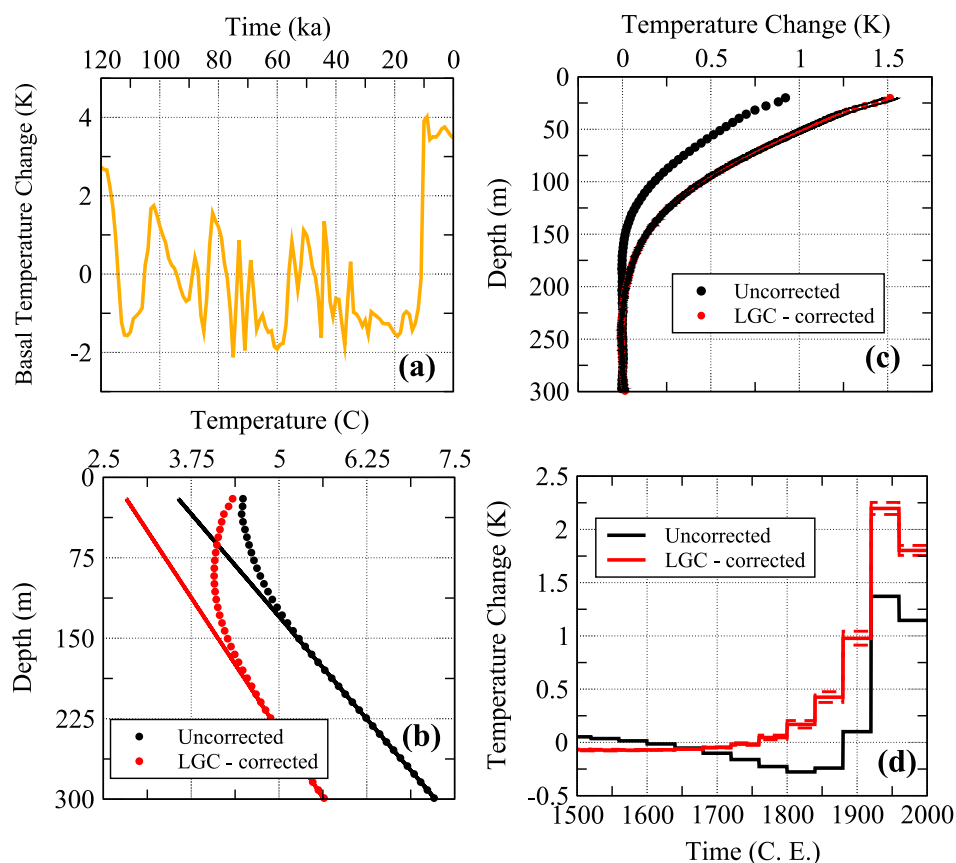 Time (ka)
120 100 80 60 40 20 0
Basal Temperature Change (K)
4
2
0
-2
(a)
Temperature Change (K)
0 0.5 1 1.5
Depth (m)
0
50
100
150
200
250
300
Uncorrected
LGC - corrected
(c)
Temperature (C)
2.5 3.75 5 6.25 7.5
Depth (m)
0
75
150
225
300
Uncorrected
LGC - corrected
(b)
Temperature Change (K)
2.5
2
1.5
1
0.5
0
-0.5
Uncorrected
LGC - corrected
(d)
1500 1600 1700 1800 1900 2000
Time (C. E.)